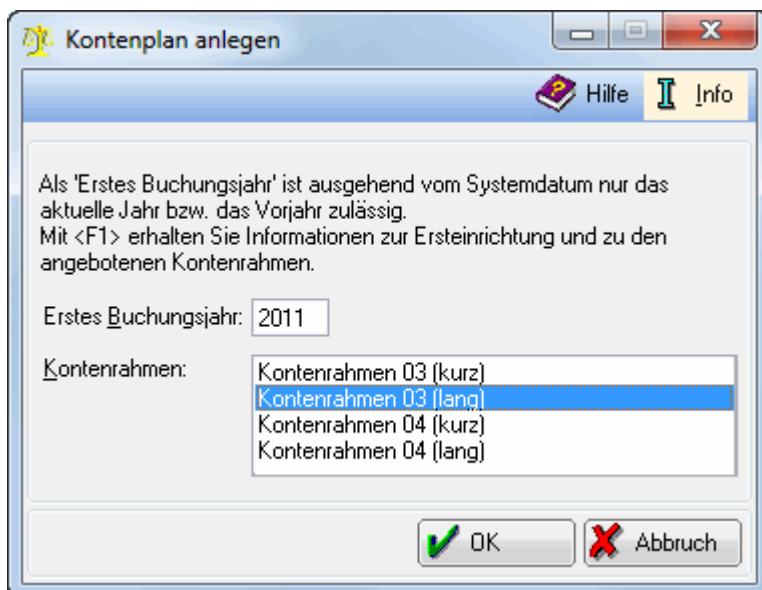 Kontenplan anlegen
Hilfe Info
Als 'Erstes Buchungsjahr' ist ausgehend vom Systemdatum nur das
aktuelle Jahr bzw. das Vorjahr zulässig.
Mit <F1> erhalten Sie Informationen zur Ersteinrichtung und zu den
angebotenen Kontenrahmen.
Erstes Buchungsjahr: 2011
Kontenrahmen:
Kontenrahmen 03 (kurz)
Kontenrahmen 03 (lang)
Kontenrahmen 04 (kurz)
Kontenrahmen 04 (lang)
OK Abbruch